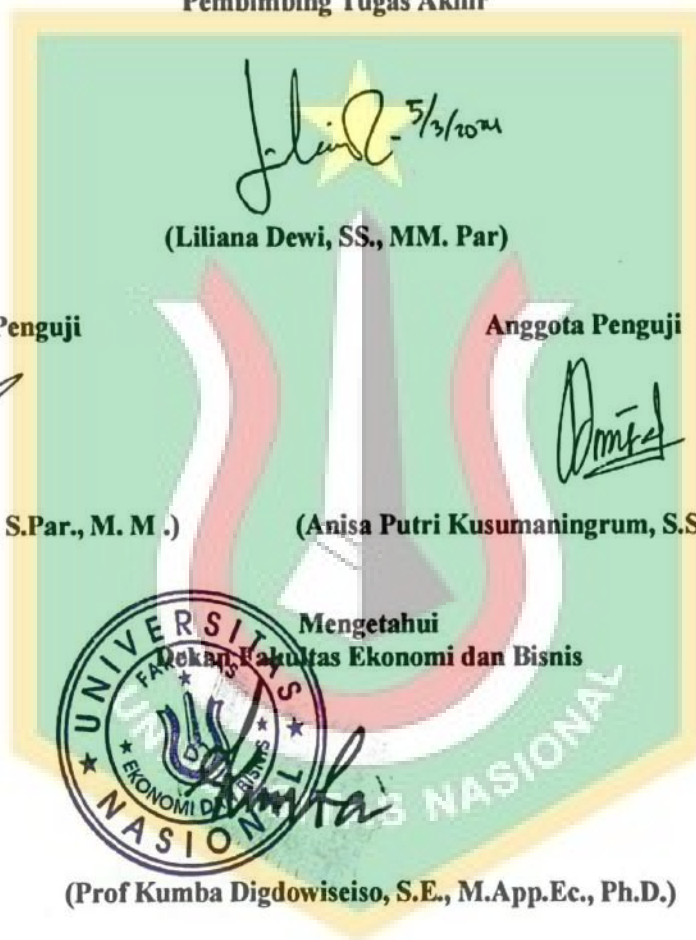 Pembimbing Tugas Akhir
5/3/2024
(Liliana Dewi, SS., MM. Par)
Penguji
Anggota Penguji
S.Par., M. M .)
(Anisa Putri Kusumaningrum, S.S
Mengetahui
Dekan Fakultas Ekonomi dan Bisnis
UNIVERSITAS NASIONAL
FAKULTAS
EKONOMI DAN BISNIS
UNIVERSITAS NASIONAL
(Prof Kumba Digdowiseiso, S.E., M.App.Ec., Ph.D.)